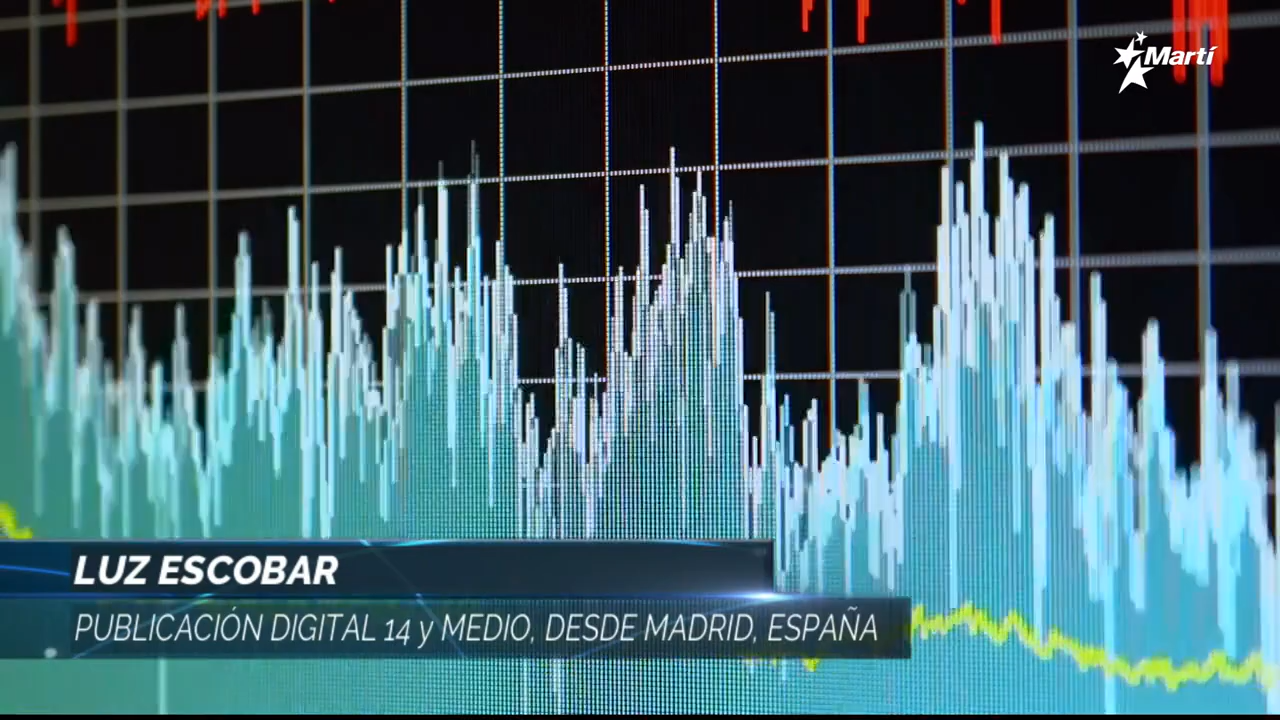 Martí
LUZ ESCOBAR
PUBLICACIÓN DIGITAL 14 y MEDIO, DESDE MADRID, ESPAÑA